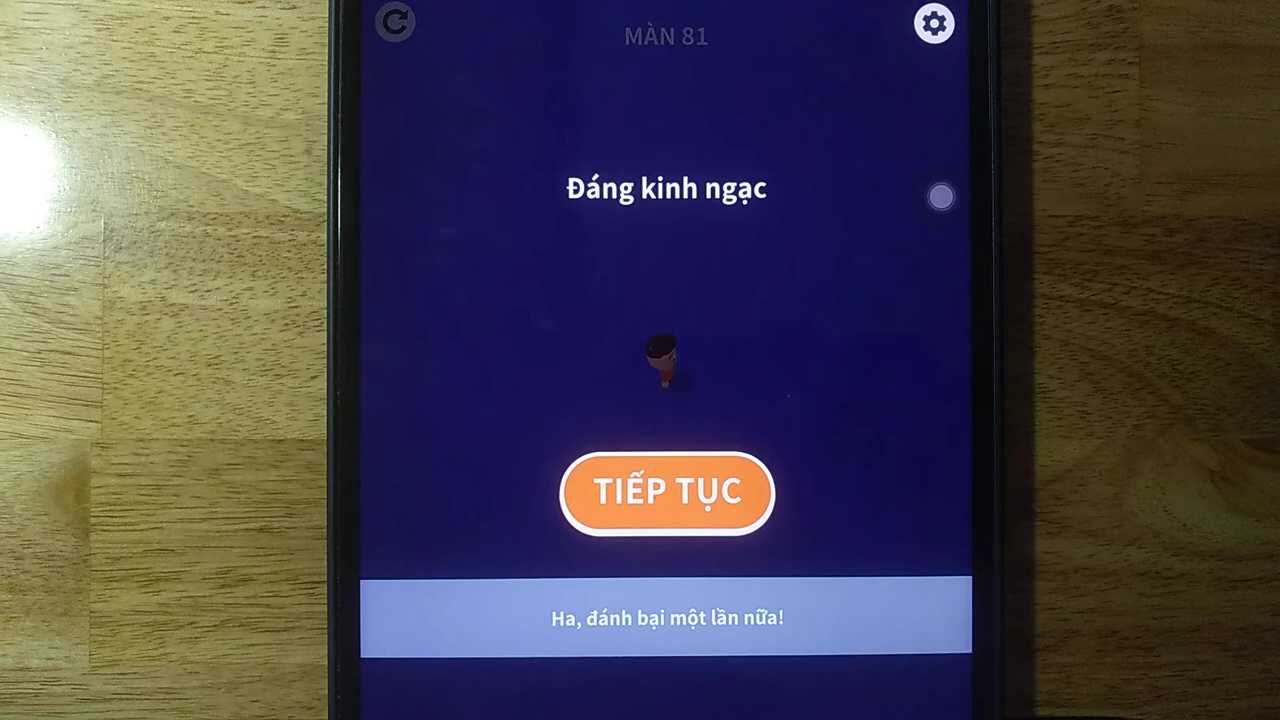 MÀN 81
Đáng kinh ngạc
TIẾP TỤC
Ha, đánh bại một lần nữa!